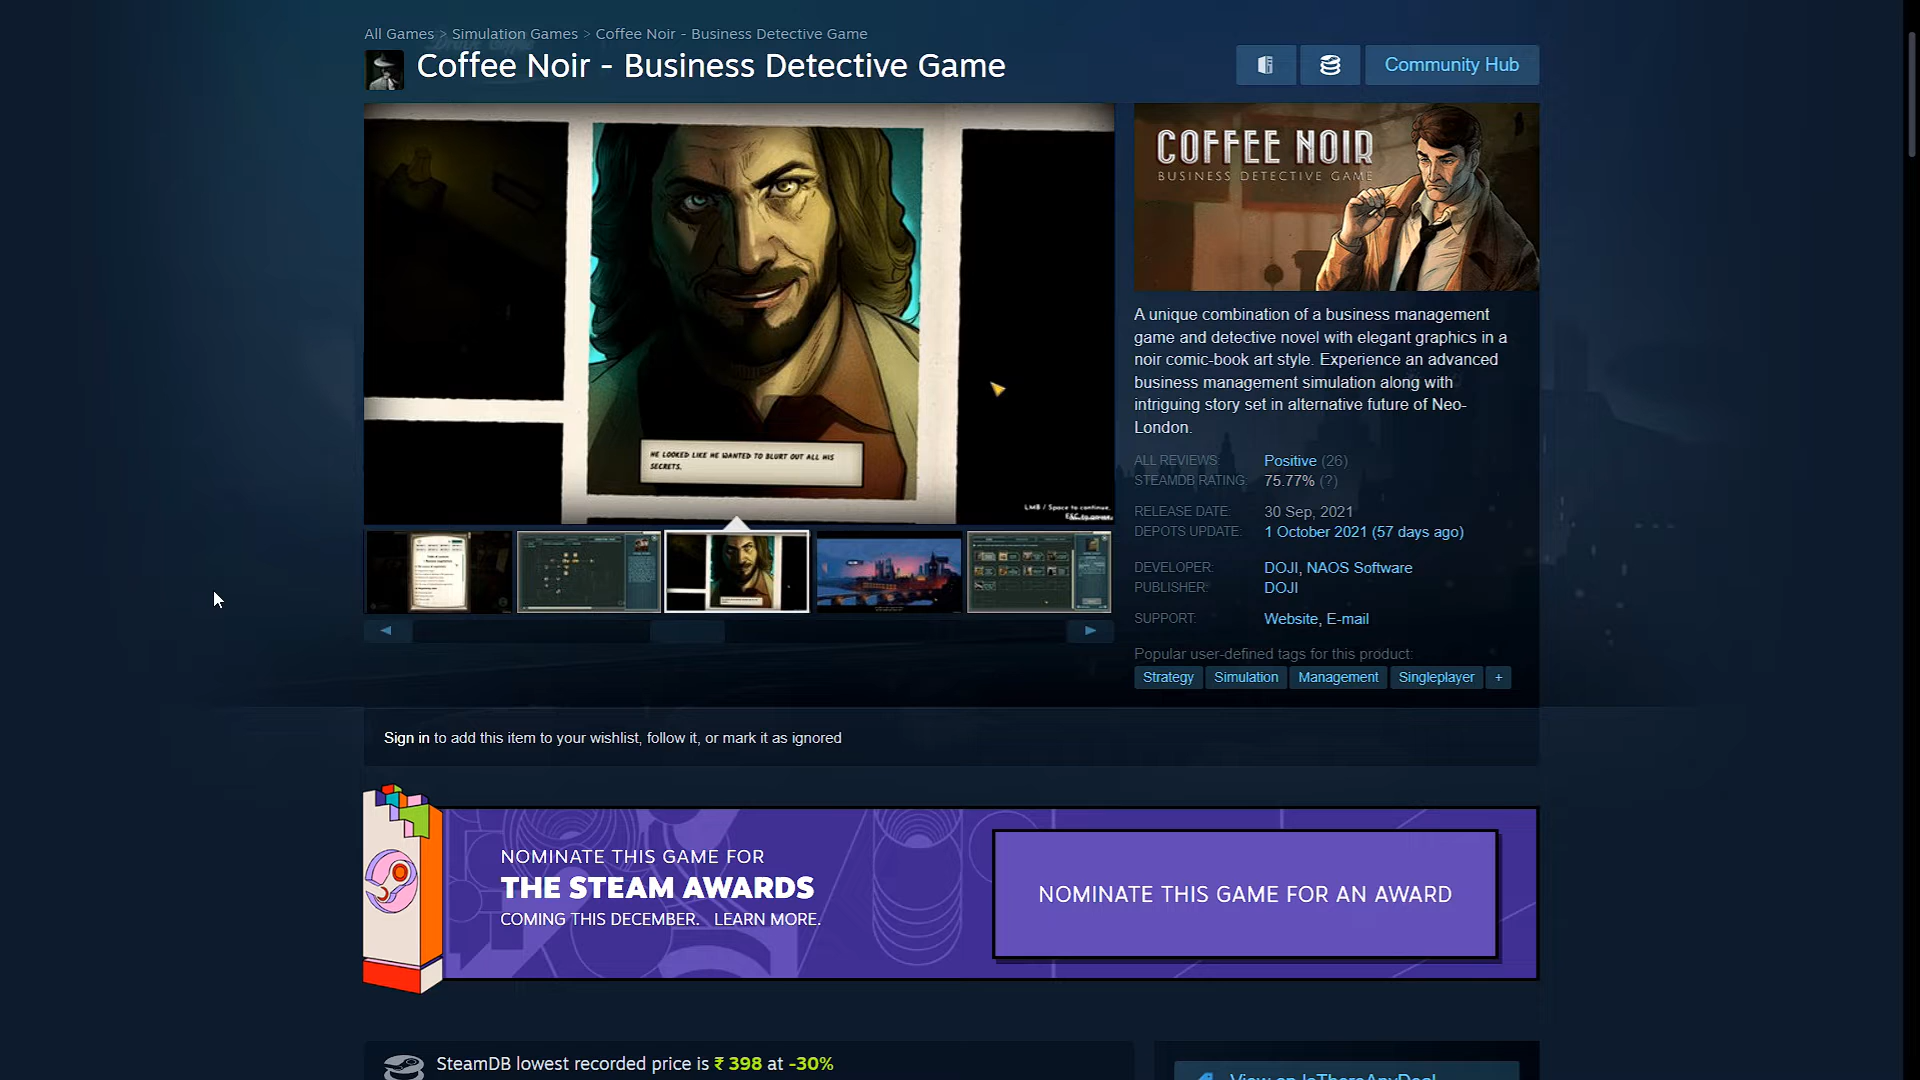 All Games > Simulation Games > Coffee Noir - Business Detective Game
Coffee Noir - Business Detective Game
Community Hub
HE LOOKED LIKE HE WANTED TO BLURT OUT ALL HIS
SECRETS.
LMB / Space to continue.
COFFEE NOIR
BUSINESS DETECTIVE GAME
A unique combination of a business management
game and detective novel with elegant graphics in a
noir comic-book art style. Experience an advanced
business management simulation along with
intriguing story set in alternative future of Neo-
London.
ALL REVIEWS: Positive (26)
STEAMDB RATING: 75.77% (?)
RELEASE DATE: 30 Sep, 2021
DEPOTS UPDATE: 1 October 2021 (57 days ago)
DEVELOPER: DOJI, NAOS Software
PUBLISHER: DOJI
SUPPORT: Website, E-mail
Popular user-defined tags for this product:
Strategy Simulation Management Singleplayer +
Sign in to add this item to your wishlist, follow it, or mark it as ignored
NOMINATE THIS GAME FOR
THE STEAM AWARDS
COMING THIS DECEMBER. LEARN MORE.
NOMINATE THIS GAME FOR AN AWARD
SteamDB lowest recorded price is ₹ 398 at -30%
View on IsThereAnyDeal